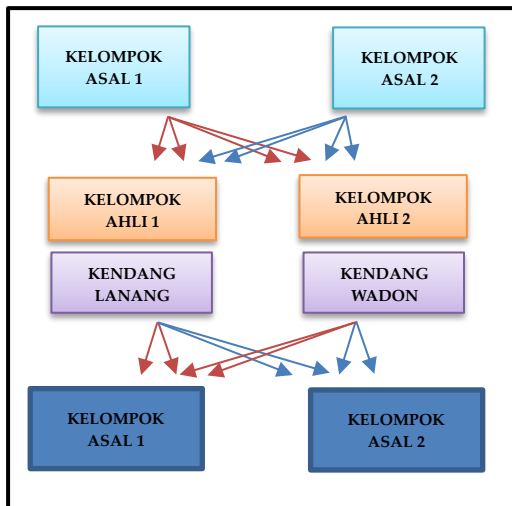 KELOMPOK
ASAL 1
KELOMPOK
ASAL 2
KELOMPOK
AHLI 1
KELOMPOK
AHLI 2
KENDANG
LANANG
KENDANG
WADON
KELOMPOK
ASAL 1
KELOMPOK
ASAL 2